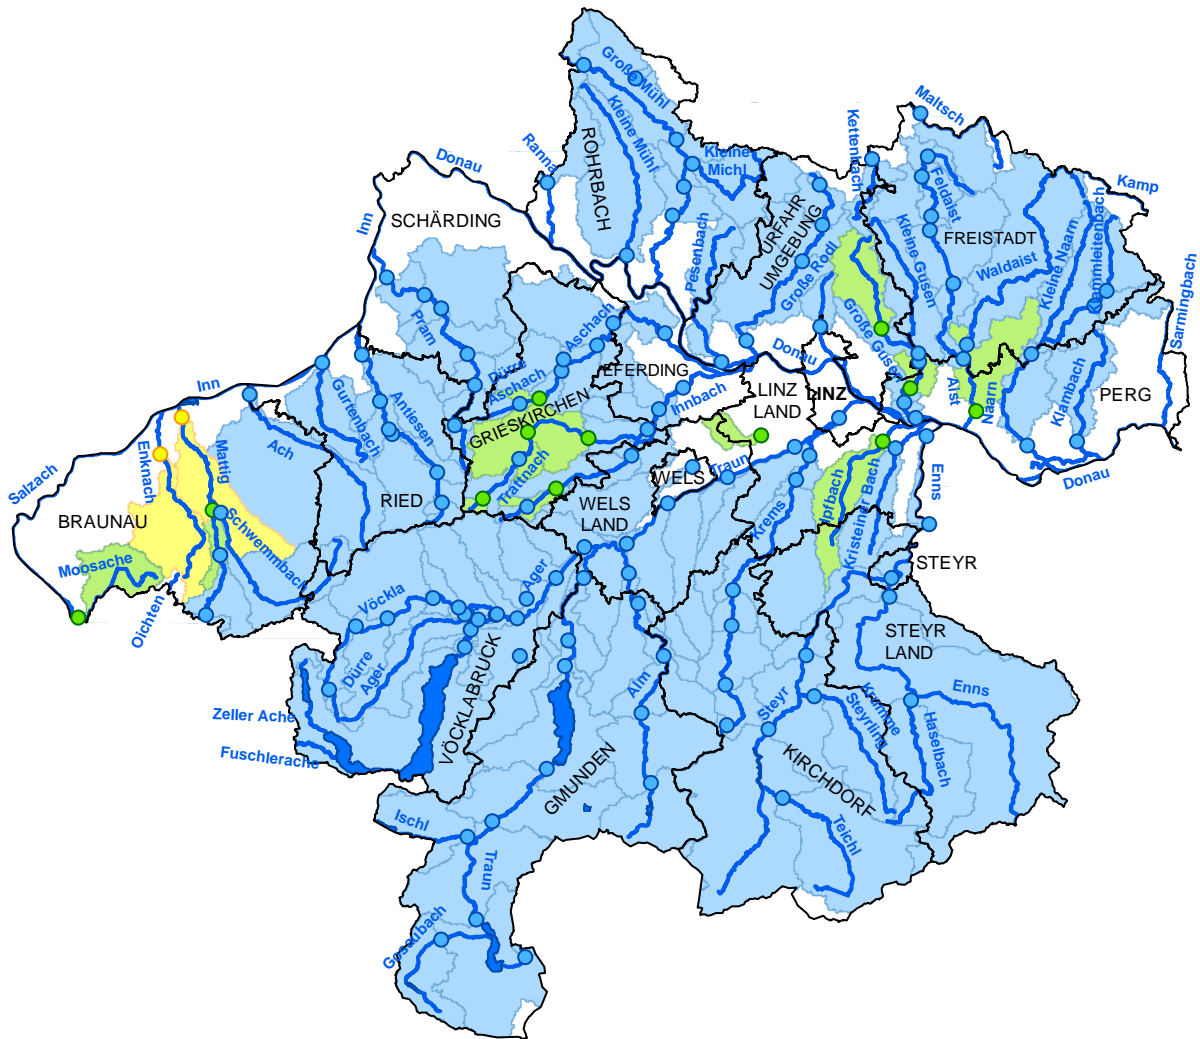 Große Mühl
Kleine Mühl
ROHRBACH
Ranna
Donau
Kleine
Michl
Kettenbach
Maltsch
Kamp
Inn
SCHÄRDING
Pesenbach
URFAHR
UMGEBUNG
Große Rodl
Feldaist
FREISTADT
Kleine Gusen
Waldaist
Kleine Naarn
Sarmingbach
Große Gusen
Pram
Aschach
Dürre
Aschach
EFERDING
Donau
LINZ
LAND
LINZ
Aist
Naarn
Klambach
PERG
Inn
Gurtenbach
Antiesen
GRIESKIRCHEN
Innbach
Trattnach
Enknach
Mattig
Ach
Salzach
BRAUNAU
RIED
WELS
LAND
WELS
Traun
Krems
Ipfbach
Kristeiner Bach
Enns
Donau
Schwemmbach
Moosache
Oichten
STEYR
Vöckla
Ager
Dürre
Ager
VÖCKLABRUCK
Alm
STEYR
LAND
Zeller Ache
Fuschlerache
Steyr
Krumme
Steyrling
Haselbach
Enns
GMUNDEN
KIRCHDORF
Ischl
Teichl
Traun
Gosaubach